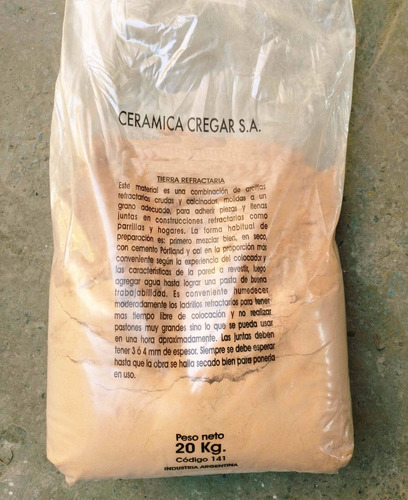 CERAMICA CREGAR S.A.
TIERRA REFRACTARIA
Este material es una combinación de arcillas
refractarias crudas y calcinadas, molidas a un
grano adecuado, para adherir piezas y llenas
juntas en construcciones refractarias como
parrillas y hogares. La forma habitual de
preparación es: primero mezclar bien, en seco,
con cemento Pórtland y cal en la proporción más
conveniente según la experiencia del colocador y
las características de la pared a revestir, luego
agregar agua hasta lograr una pasta de buena
trabajabilidad. Es conveniente humedecer
moderadamente los ladrillos refractarios para tener
mas tiempo libre de colocación y no realizar
pastones muy grandes sino lo que se pueda usar
en una hora aproximadamente. Las juntas deben
tener 3 ó 4 mm de espesor. Siempre se debe esperar
hasta que la obra se halla secado bien para ponerla
en uso.
Peso neto
20 Kg.
Código 141
INDUSTRIA ARGENTINA